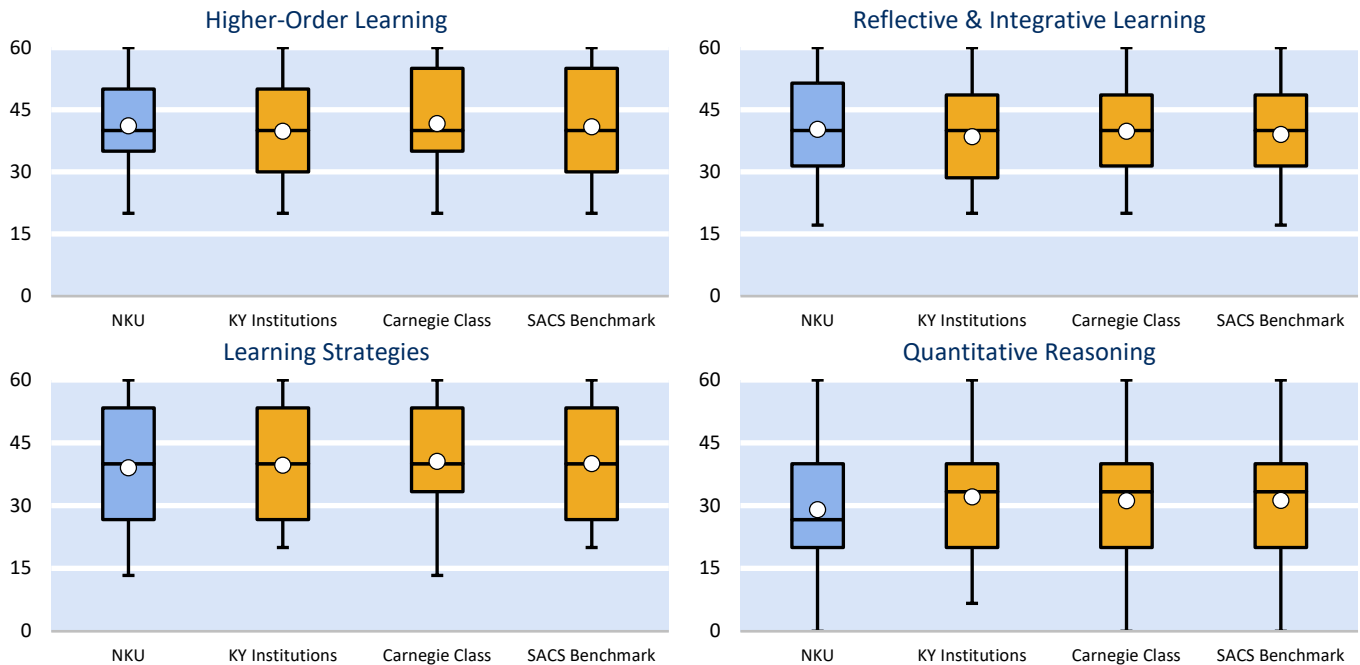 Higher-Order Learning
60
45
30
15
0
NKU KY Institutions Carnegie Class SACS Benchmark
Reflective & Integrative Learning
60
45
30
15
0
NKU KY Institutions Carnegie Class SACS Benchmark
Learning Strategies
60
45
30
15
0
NKU KY Institutions Carnegie Class SACS Benchmark
Quantitative Reasoning
60
45
30
15
0
NKU KY Institutions Carnegie Class SACS Benchmark